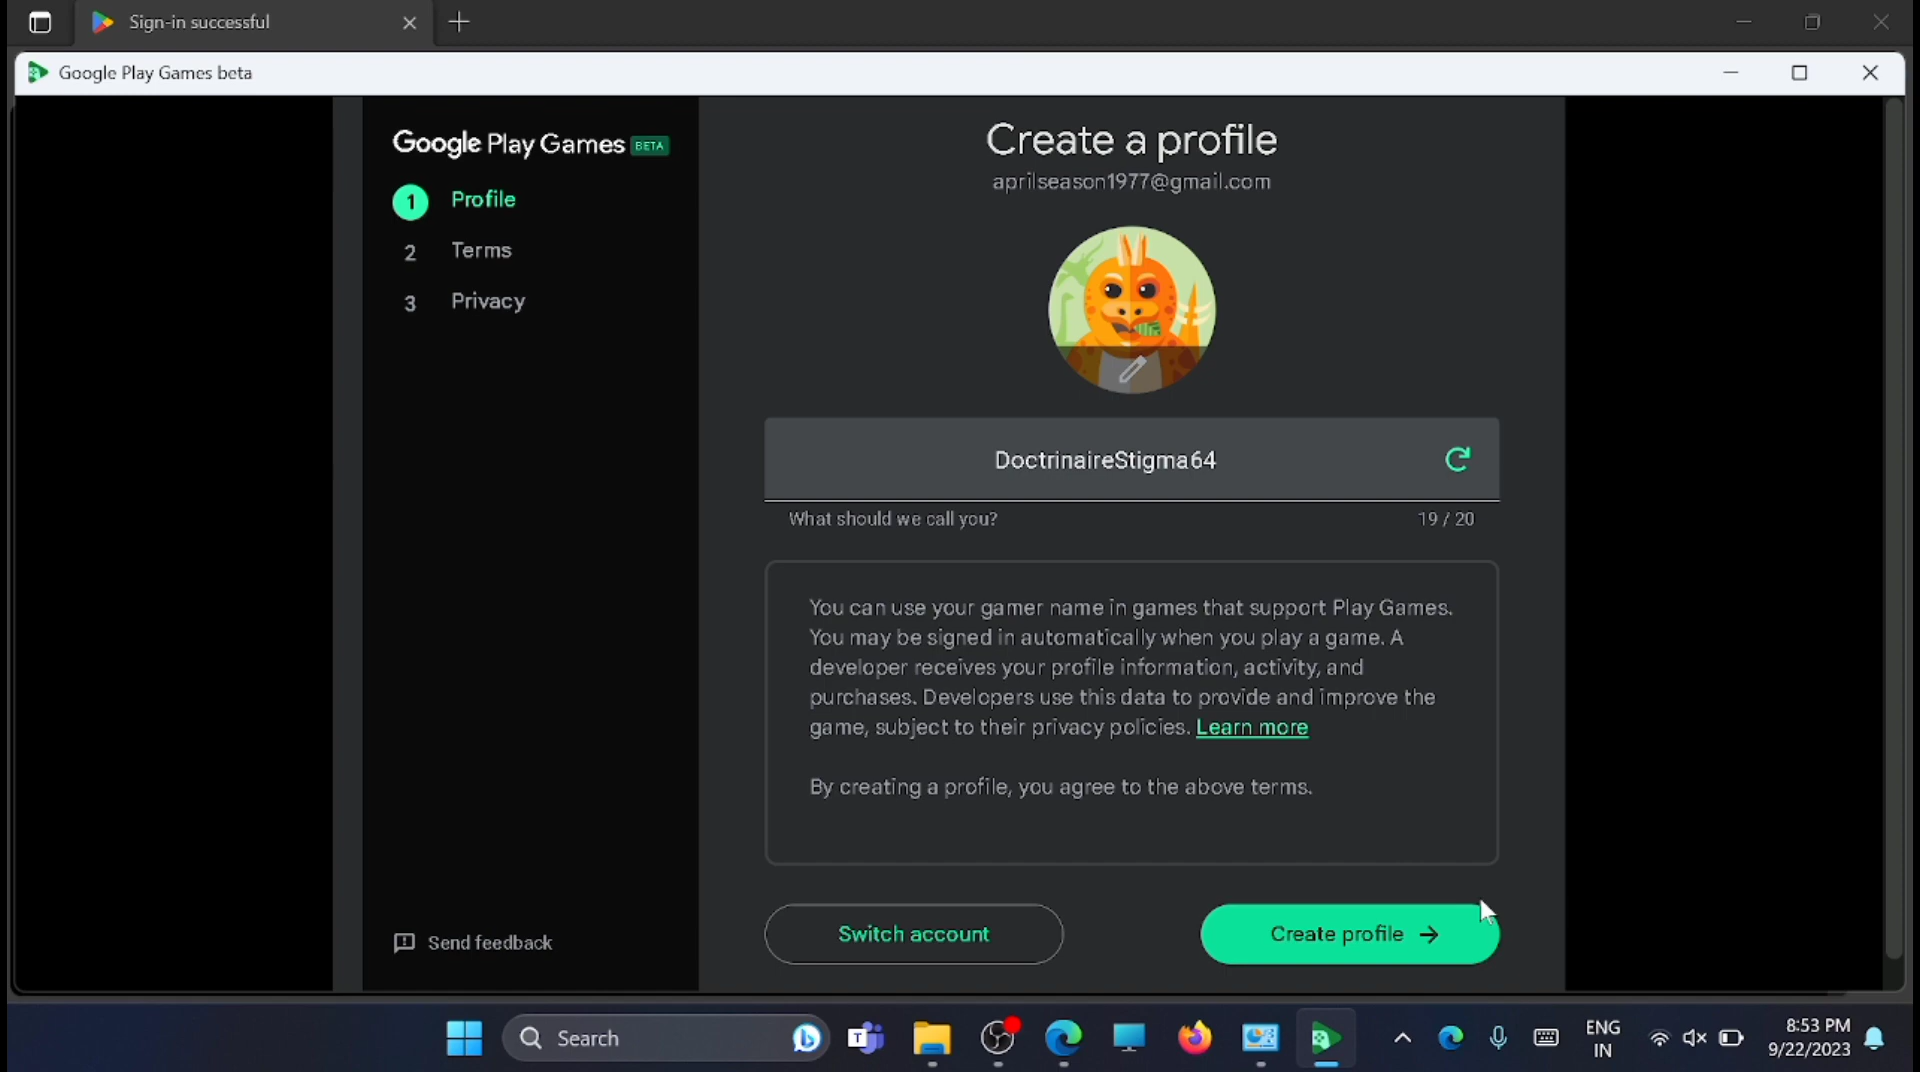 Sign-in successful
Google Play Games beta
Google Play Games BETA
1 Profile
2 Terms
3 Privacy
Send feedback
Create a profile
aprilseason1977@gmail.com
DoctrinaireStigma64
What should we call you?
19 / 20
You can use your gamer name in games that support Play Games.
You may be signed in automatically when you play a game. A
developer receives your profile information, activity, and
purchases. Developers use this data to provide and improve the
game, subject to their privacy policies. Learn more
By creating a profile, you agree to the above terms.
Switch account
Create profile
Search
ENG
IN
8:53 PM
9/22/2023